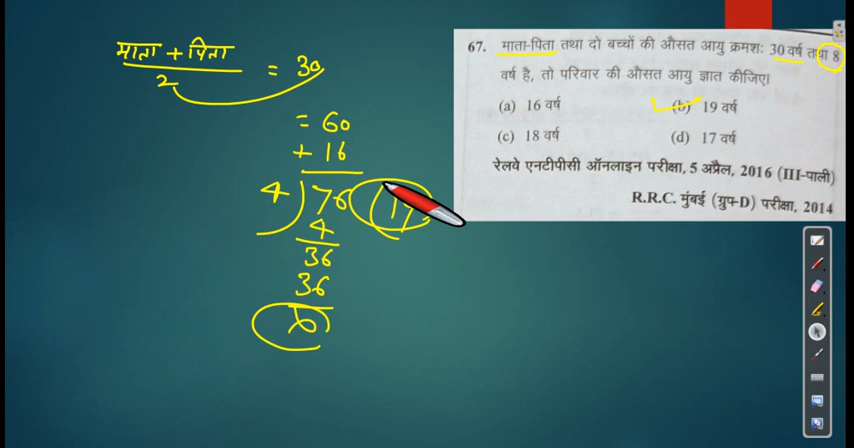 माता + पिता
2
= 30
= 60
+ 16
4 ) 76 (
4
36
36
67. माता-पिता तथा दो बच्चों की औसत आयु क्रमशः 30 वर्ष तथा 8
वर्ष है, तो परिवार की औसत आयु ज्ञात कीजिए।
(a) 16 वर्ष (b) 19 वर्ष
(c) 18 वर्ष (d) 17 वर्ष
रेलवे एनटीपीसी ऑनलाइन परीक्षा, 5 अप्रैल, 2016 (III-पाली)
R.R.C. मुंबई (ग्रुप-D) परीक्षा, 2014